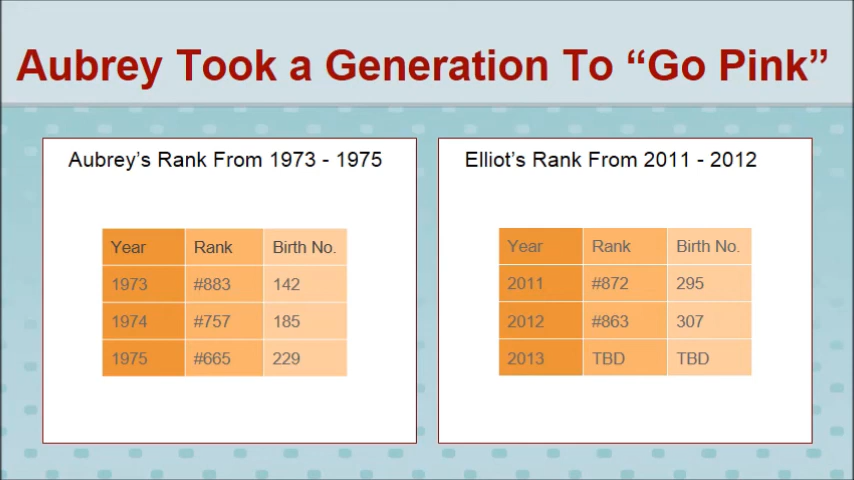 Aubrey Took a Generation To “Go Pink”
Aubrey’s Rank From 1973 - 1975
Year Rank Birth No.
1973 #883 142
1974 #757 185
1975 #665 229
Elliot’s Rank From 2011 - 2012
Year Rank Birth No.
2011 #872 295
2012 #863 307
2013 TBD TBD